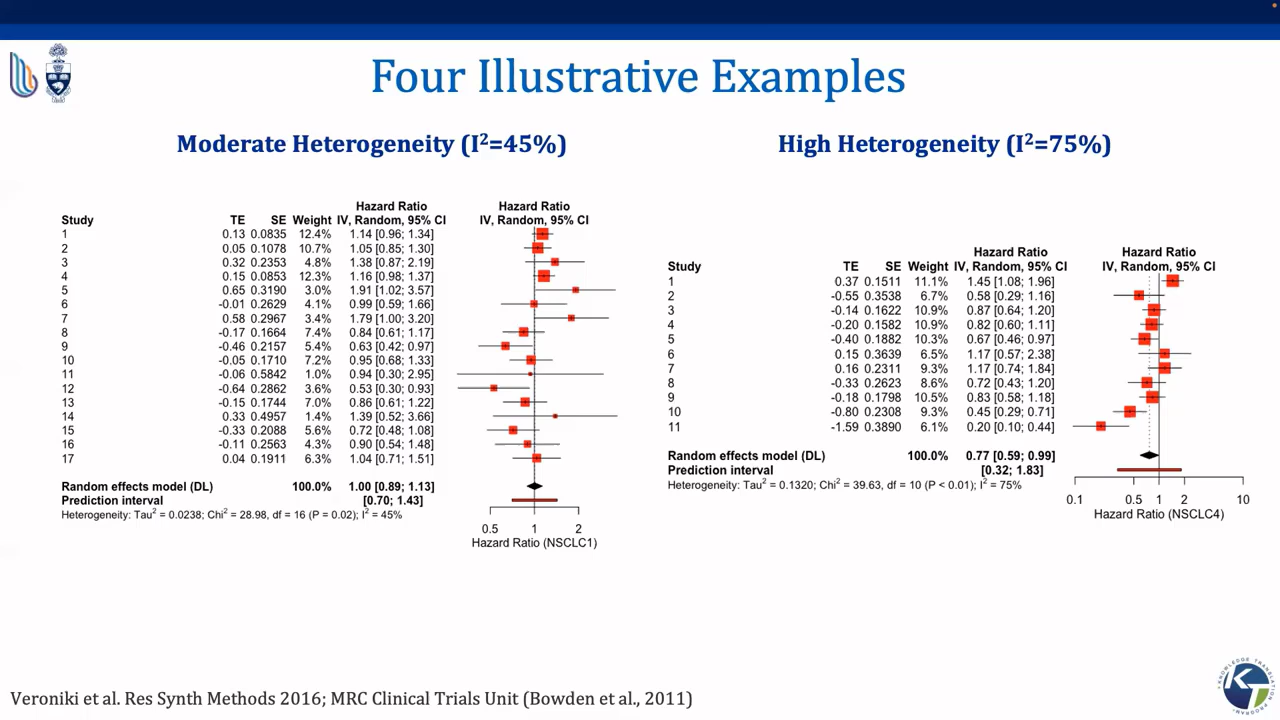 Four Illustrative Examples
Moderate Heterogeneity (I²=45%)
Hazard Ratio Hazard Ratio
Study TE SE Weight IV, Random, 95% CI IV, Random, 95% CI
1 0.13 0.0835 12.4% 1.14 [0.96; 1.34]
2 0.05 0.1078 10.7% 1.05 [0.85; 1.30]
3 0.32 0.2353 4.8% 1.38 [0.87; 2.19]
4 0.15 0.0853 12.3% 1.16 [0.98; 1.37]
5 0.65 0.3190 3.0% 1.91 [1.02; 3.57]
6 -0.01 0.2629 4.1% 0.99 [0.59; 1.66]
7 0.58 0.2967 3.4% 1.79 [1.00; 3.20]
8 -0.17 0.1664 7.4% 0.84 [0.61; 1.17]
9 -0.46 0.2157 5.4% 0.63 [0.42; 0.97]
10 -0.05 0.1710 7.2% 0.95 [0.68; 1.33]
11 -0.06 0.5842 1.0% 0.94 [0.30; 2.95]
12 -0.64 0.2862 3.6% 0.53 [0.30; 0.93]
13 -0.15 0.1744 7.0% 0.86 [0.61; 1.22]
14 0.33 0.4957 1.4% 1.39 [0.52; 3.66]
15 -0.33 0.2088 5.7% 0.72 [0.48; 1.08]
16 -0.11 0.2563 4.3% 0.90 [0.54; 1.48]
17 0.04 0.1911 6.3% 1.04 [0.71; 1.51]
Random effects model (DL) 100.0% 1.00 [0.89; 1.13]
Prediction interval [0.70; 1.43]
Heterogeneity: Tau² = 0.0238; Chi² = 28.98, df = 16 (P = 0.02); I² = 45%
0.5 1 2
Hazard Ratio (NSCLC1)
High Heterogeneity (I²=75%)
Hazard Ratio Hazard Ratio
Study TE SE Weight IV, Random, 95% CI IV, Random, 95% CI
1 0.37 0.1511 11.1% 1.45 [1.08; 1.96]
2 -0.55 0.3538 6.7% 0.58 [0.29; 1.16]
3 -0.14 0.1622 10.9% 0.87 [0.64; 1.20]
4 -0.20 0.1582 10.9% 0.82 [0.60; 1.11]
5 -0.40 0.1882 10.3% 0.67 [0.46; 0.97]
6 0.15 0.3639 6.5% 1.17 [0.57; 2.38]
7 0.16 0.2311 9.3% 1.17 [0.74; 1.84]
8 -0.33 0.2623 8.6% 0.72 [0.43; 1.20]
9 -0.18 0.1798 10.5% 0.83 [0.58; 1.18]
10 -0.80 0.2308 9.3% 0.45 [0.29; 0.71]
11 -1.59 0.3890 6.1% 0.20 [0.10; 0.44]
Random effects model (DL) 100.0% 0.77 [0.59; 0.99]
Prediction interval [0.32; 1.83]
Heterogeneity: Tau² = 0.1320; Chi² = 39.63, df = 10 (P < 0.01); I² = 75%
0.1 0.5 1 2 10
Hazard Ratio (NSCLC4)
Veroniki et al. Res Synth Methods 2016; MRC Clinical Trials Unit (Bowden et al., 2011)
KNOWLEDGE TRANSLATION PROGRAM
KT